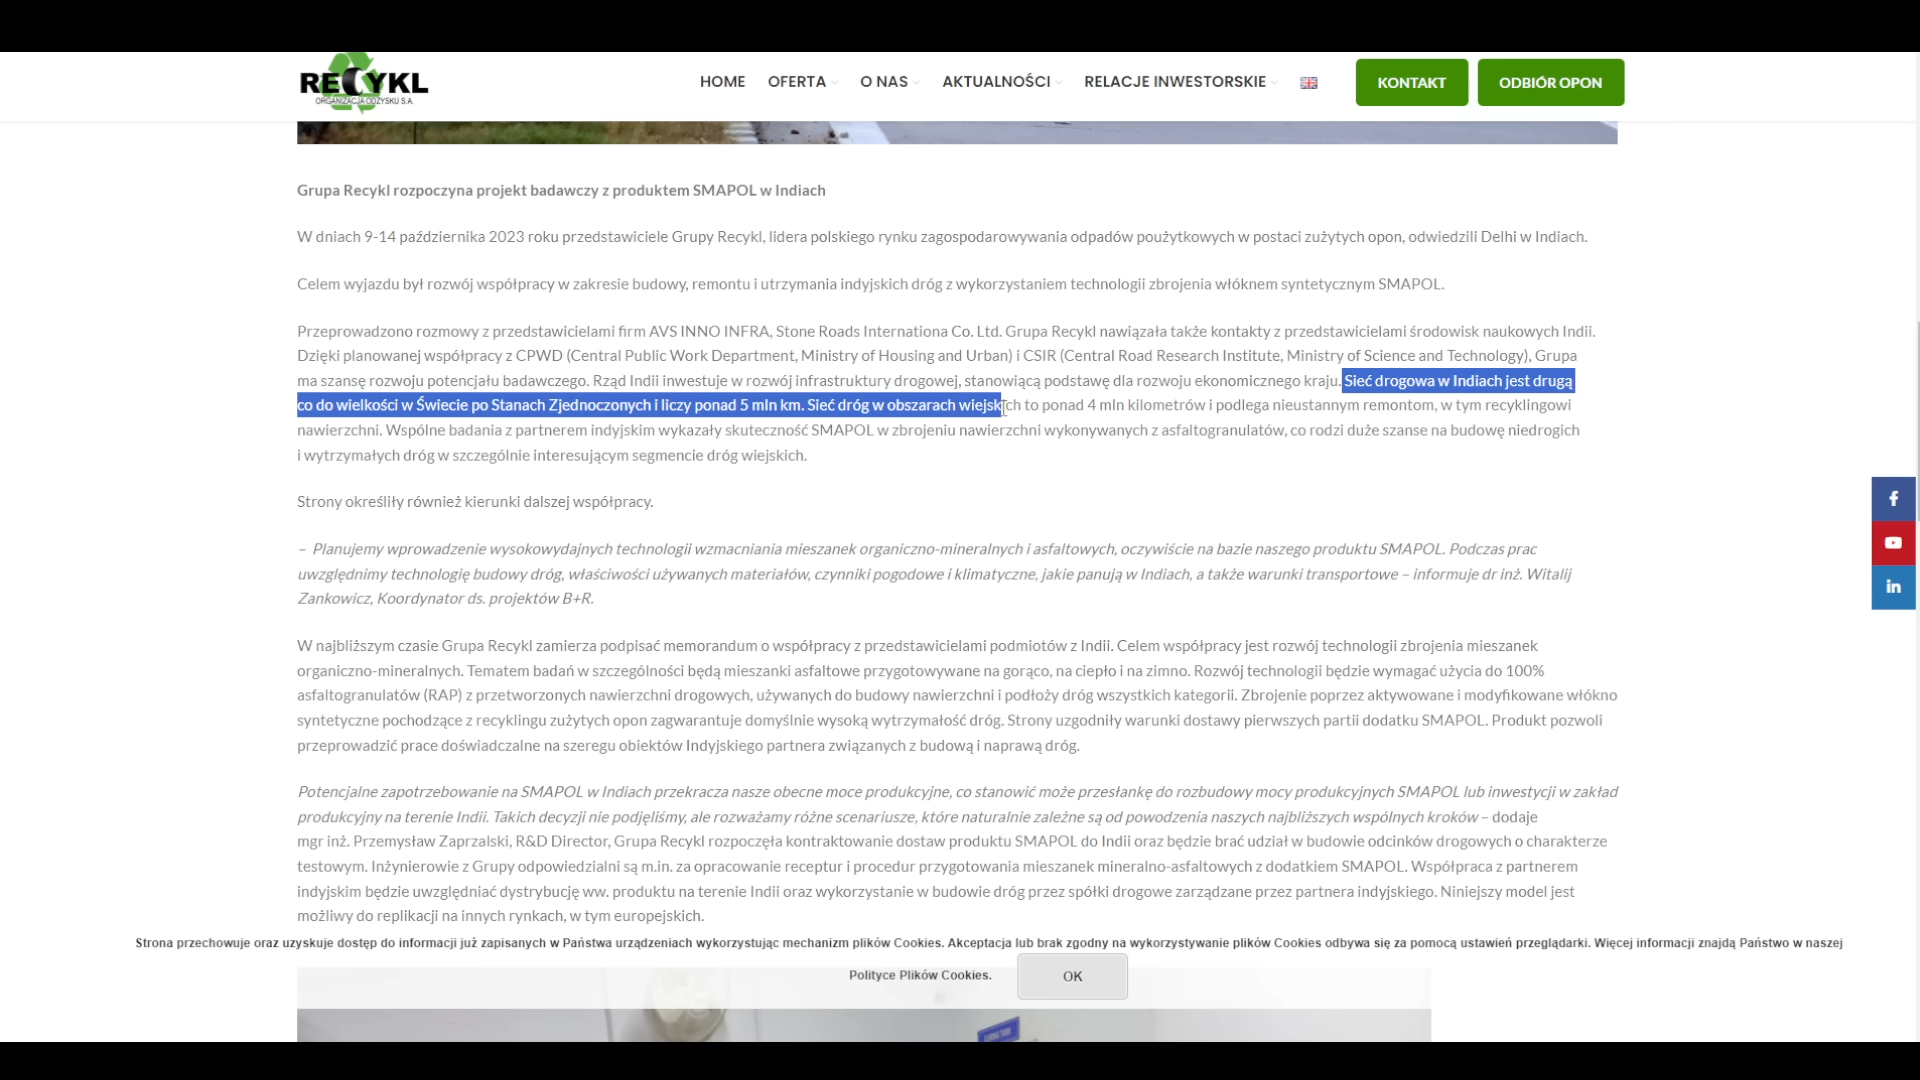 RECYKL
ORGANIZACJA ODZYSKU S.A.
HOME OFERTA O NAS AKTUALNOŚCI RELACJE INWESTORSKIE KONTAKT ODBIÓR OPON
Grupa Recykl rozpoczyna projekt badawczy z produktem SMAPOL w Indiach
W dniach 9-14 października 2023 roku przedstawiciele Grupy Recykl, lidera polskiego rynku zagospodarowywania odpadów poużytkowych w postaci zużytych opon, odwiedzili Delhi w Indiach.
Celem wyjazdu był rozwój współpracy w zakresie budowy, remontu i utrzymania indyjskich dróg z wykorzystaniem technologii zbrojenia włóknem syntetycznym SMAPOL.
Przeprowadzono rozmowy z przedstawicielami firm AVS INNO INFRA, Stone Roads Internationa Co. Ltd. Grupa Recykl nawiązała także kontakty z przedstawicielami środowisk naukowych Indii.
Dzięki planowanej współpracy z CPWD (Central Public Work Department, Ministry of Housing and Urban) i CSIR (Central Road Research Institute, Ministry of Science and Technology), Grupa
ma szansę rozwoju potencjału badawczego. Rząd Indii inwestuje w rozwój infrastruktury drogowej, stanowiącą podstawę dla rozwoju ekonomicznego kraju. Sieć drogowa w Indiach jest drugą
co do wielkości w Świecie po Stanach Zjednoczonych i liczy ponad 5 mln km. Sieć dróg w obszarach wiejskich to ponad 4 mln kilometrów i podlega nieustannym remontom, w tym recyklingowi
nawierzchni. Wspólne badania z partnerem indyjskim wykazały skuteczność SMAPOL w zbrojeniu nawierzchni wykonywanych z asfaltogranulatów, co rodzi duże szanse na budowę niedrogich
i wytrzymałych dróg w szczególnie interesującym segmencie dróg wiejskich.
Strony określiły również kierunki dalszej współpracy.
– Planujemy wprowadzenie wysokowydajnych technologii wzmacniania mieszanek organiczno-mineralnych i asfaltowych, oczywiście na bazie naszego produktu SMAPOL. Podczas prac
uwzględnimy technologię budowy dróg, właściwości używanych materiałów, czynniki pogodowe i klimatyczne, jakie panują w Indiach, a także warunki transportowe – informuje dr inż. Witalij
Zankowicz, Koordynator ds. projektów B+R.
W najbliższym czasie Grupa Recykl zamierza podpisać memorandum o współpracy z przedstawicielami podmiotów z Indii. Celem współpracy jest rozwój technologii zbrojenia mieszanek
organiczno-mineralnych. Tematem badań w szczególności będą mieszanki asfaltowe przygotowywane na gorąco, na ciepło i na zimno. Rozwój technologii będzie wymagać użycia do 100%
asfaltogranulatów (RAP) z przetworzonych nawierzchni drogowych, używanych do budowy nawierzchni i podłoży dróg wszystkich kategorii. Zbrojenie poprzez aktywowane i modyfikowane włókno
syntetyczne pochodzące z recyklingu zużytych opon zagwarantuje domyślnie wysoką wytrzymałość dróg. Strony uzgodniły warunki dostawy pierwszych partii dodatku SMAPOL. Produkt pozwoli
przeprowadzić prace doświadczalne na szeregu obiektów Indyjskiego partnera związanych z budową i naprawą dróg.
Potencjalne zapotrzebowanie na SMAPOL w Indiach przekracza nasze obecne moce produkcyjne, co stanowić może przesłankę do rozbudowy mocy produkcyjnych SMAPOL lub inwestycji w zakład
produkcyjny na terenie Indii. Takich decyzji nie podjęliśmy, ale rozważamy różne scenariusze, które naturalnie zależne są od powodzenia naszych najbliższych wspólnych kroków – dodaje
mgr inż. Przemysław Zaprzalski, R&D Director, Grupa Recykl rozpoczęła kontraktowanie dostaw produktu SMAPOL do Indii oraz będzie brać udział w budowie odcinków drogowych o charakterze
testowym. Inżynierowie z Grupy odpowiedzialni są m.in. za opracowanie receptur i procedur przygotowania mieszanek mineralno-asfaltowych z dodatkiem SMAPOL. Współpraca z partnerem
indyjskim będzie uwzględniać dystrybucję ww. produktu na terenie Indii oraz wykorzystanie w budowie dróg przez spółki drogowe zarządzane przez partnera indyjskiego. Niniejszy model jest
możliwy do replikacji na innych rynkach, w tym europejskich.
Strona przechowuje oraz uzyskuje dostęp do informacji już zapisanych w Państwa urządzeniach wykorzystując mechanizm plików Cookies. Akceptacja lub brak zgodny na wykorzystywanie plików Cookies odbywa się za pomocą ustawień przeglądarki. Więcej informacji znajdą Państwo w naszej
Polityce Plików Cookies. OK